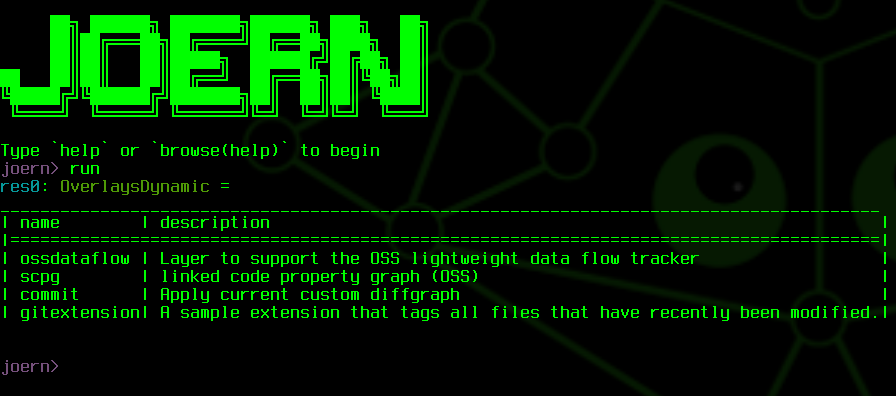 JOERN
Type `help` or `browse(help)` to begin
joern> run
res0: OverlaysDynamic =
_______________________________________________________________________________________
| name        | description                                                             |
|=======================================================================================|
| ossdataflow | Layer to support the OSS lightweight data flow tracker                  |
| scpg        | linked code property graph (OSS)                                        |
| commit      | Apply current custom diffgraph                                          |
| gitextension| A sample extension that tags all files that have recently been modified.|
joern>